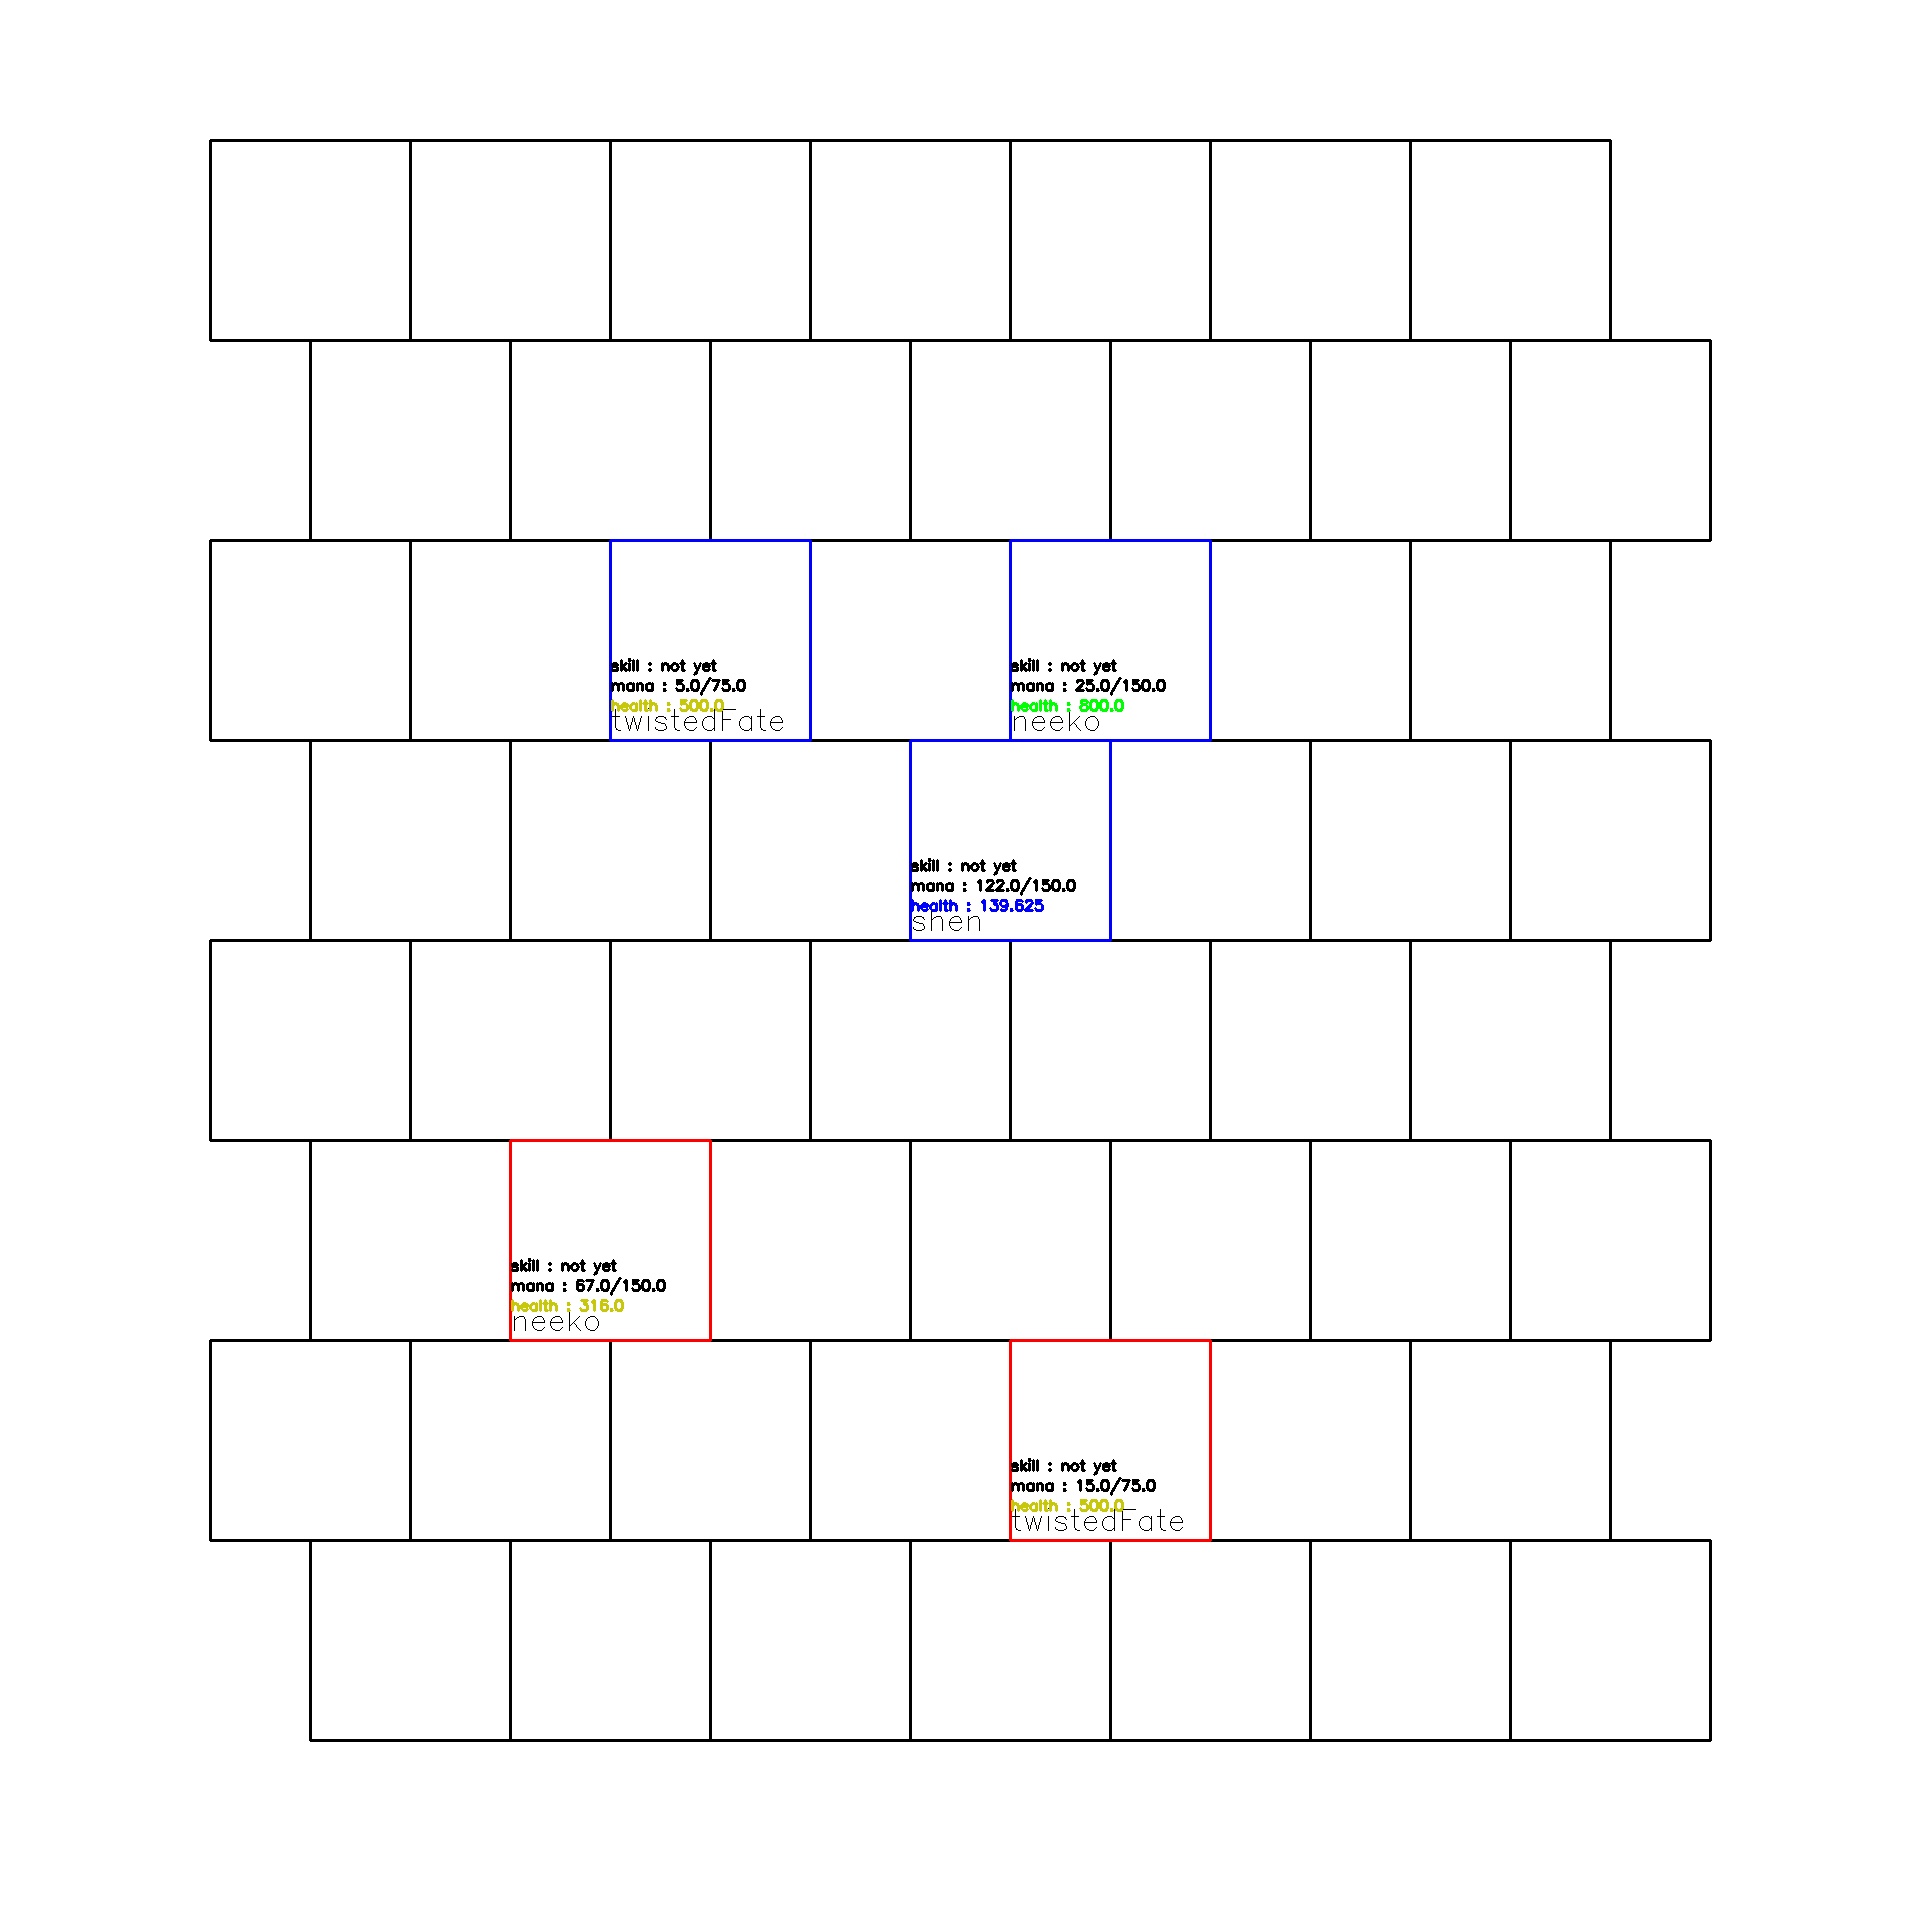 skill : not yet
mana : 5.0/75.0
health : 500.0
twistedFate
skill : not yet
mana : 25.0/150.0
health : 800.0
neeko
skill : not yet
mana : 122.0/150.0
health : 139.625
shen
skill : not yet
mana : 67.0/150.0
health : 316.0
neeko
skill : not yet
mana : 15.0/75.0
health : 500.0
twistedFate